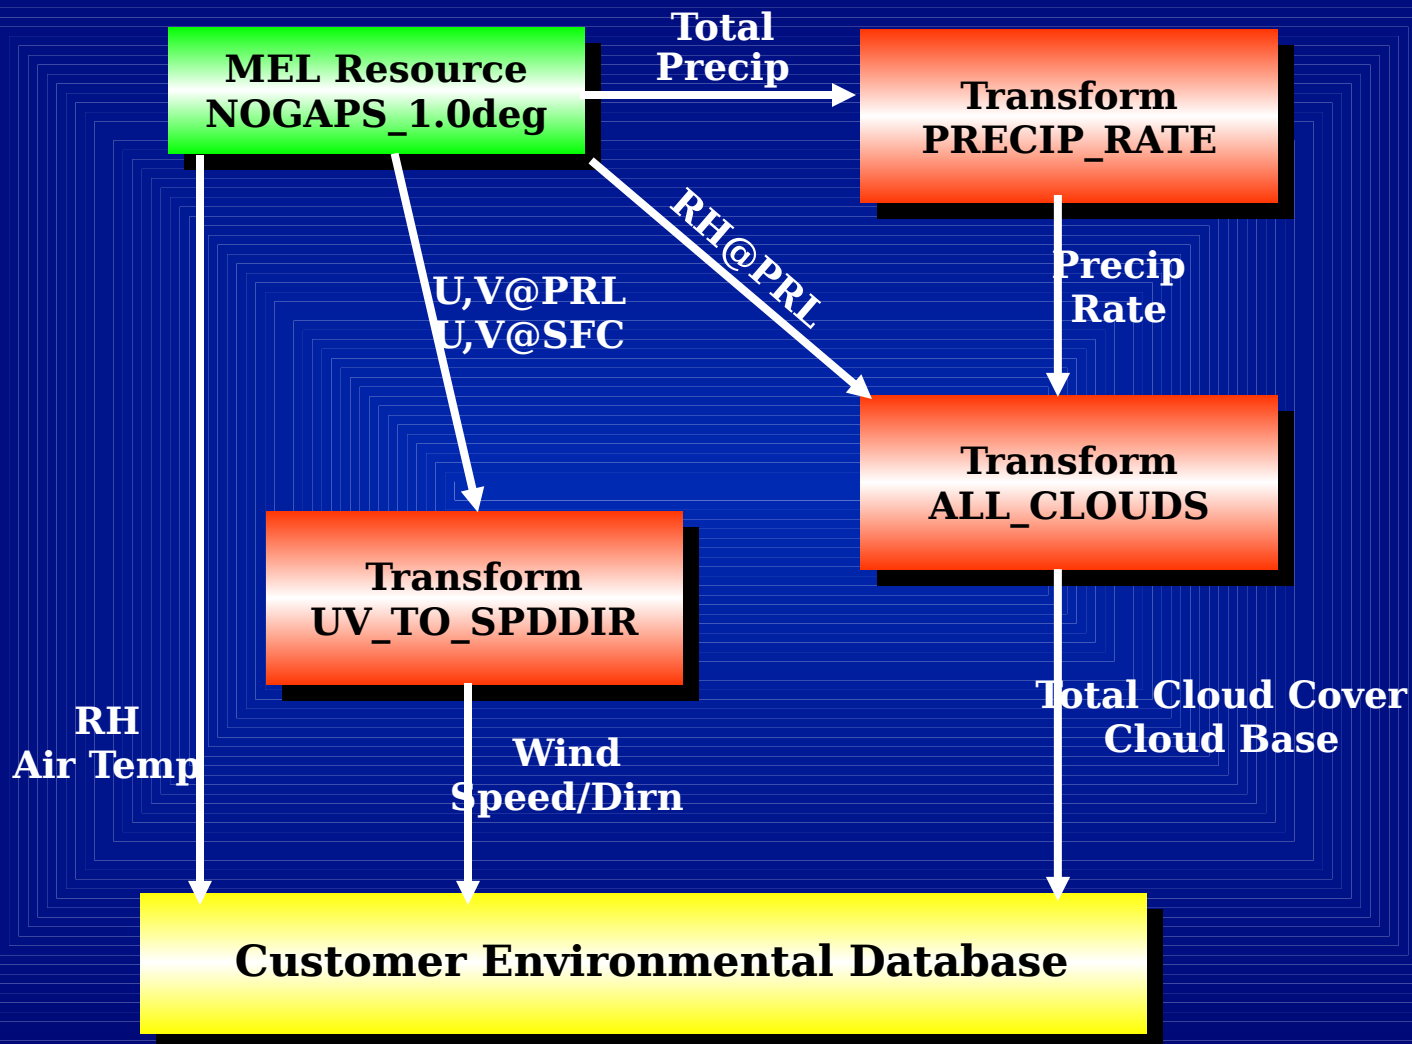 Total
Precip
MEL Resource
NOGAPS_1.0deg
Transform
PRECIP_RATE
RH@PRL
Precip
Rate
U,V@PRL
U,V@SFC
Transform
ALL_CLOUDS
Transform
UV_TO_SPDDIR
Total Cloud Cover
Cloud Base
RH
Air Temp
Wind
Speed/Dirn
Customer Environmental Database